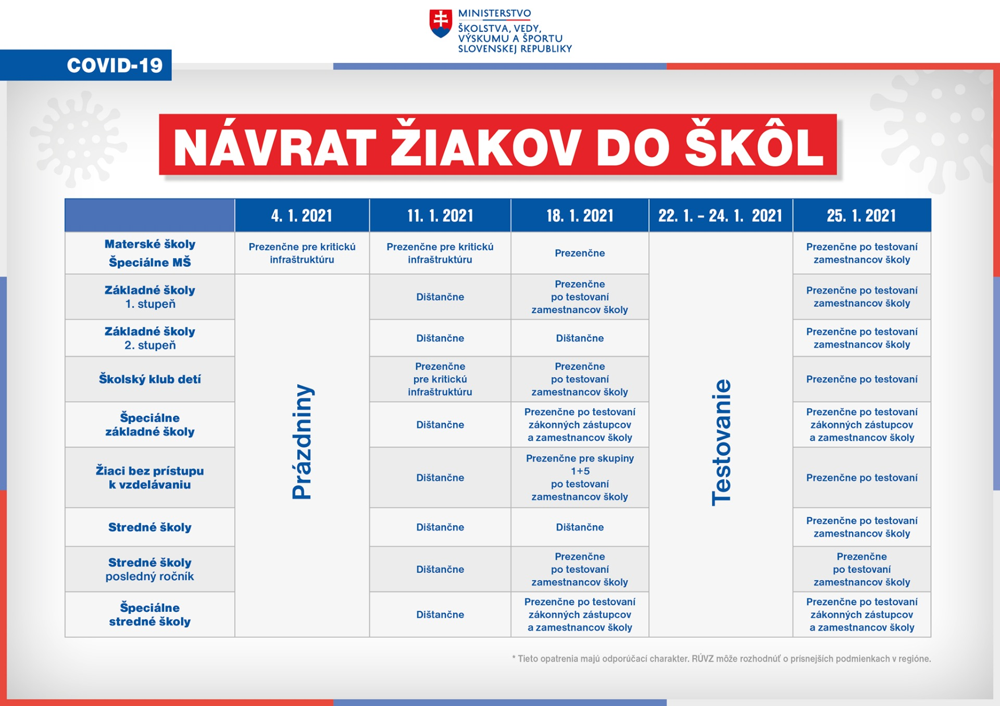 MINISTERSTVO
ŠKOLSTVA, VEDY,
VÝSKUMU A ŠPORTU
SLOVENSKEJ REPUBLIKY
COVID-19
NÁVRAT ŽIAKOV DO ŠKÔL
4. 1. 2021
11. 1. 2021
18. 1. 2021
22. 1. – 24. 1. 2021
25. 1. 2021
Materské školy
Špeciálne MŠ
Prezenčne pre kritickú
infraštruktúru
Prezenčne pre kritickú
infraštruktúru
Prezenčne
Prezenčne po testovaní
zamestnancov školy
Základné školy
1. stupeň
Prázdniny
Dištančne
Prezenčne
po testovaní
zamestnancov školy
Testovanie
Prezenčne po testovaní
zamestnancov školy
Základné školy
2. stupeň
Dištančne
Dištančne
Prezenčne po testovaní
zamestnancov školy
Školský klub detí
Prezenčne
pre kritickú
infraštruktúru
Prezenčne
po testovaní
zamestnancov školy
Prezenčne po testovaní
Špeciálne
základné školy
Dištančne
Prezenčne po testovaní
zákonných zástupcov
a zamestnancov školy
Prezenčne po testovaní
zákonných zástupcov
a zamestnancov školy
Žiaci bez prístupu
k vzdelávaniu
Dištančne
Prezenčne pre skupiny
1+5
po testovaní
zamestnancov školy
Prezenčne po testovaní
Stredné školy
Dištančne
Dištančne
Prezenčne po testovaní
zamestnancov školy
Stredné školy
posledný ročník
Dištančne
Prezenčne
po testovaní
zamestnancov školy
Prezenčne
po testovaní
zamestnancov školy
Špeciálne
stredné školy
Dištančne
Prezenčne po testovaní
zákonných zástupcov
a zamestnancov školy
Prezenčne po testovaní
zákonných zástupcov
a zamestnancov školy
* Tieto opatrenia majú odporúčací charakter. RÚVZ môže rozhodnúť o prísnejších podmienkach v regióne.